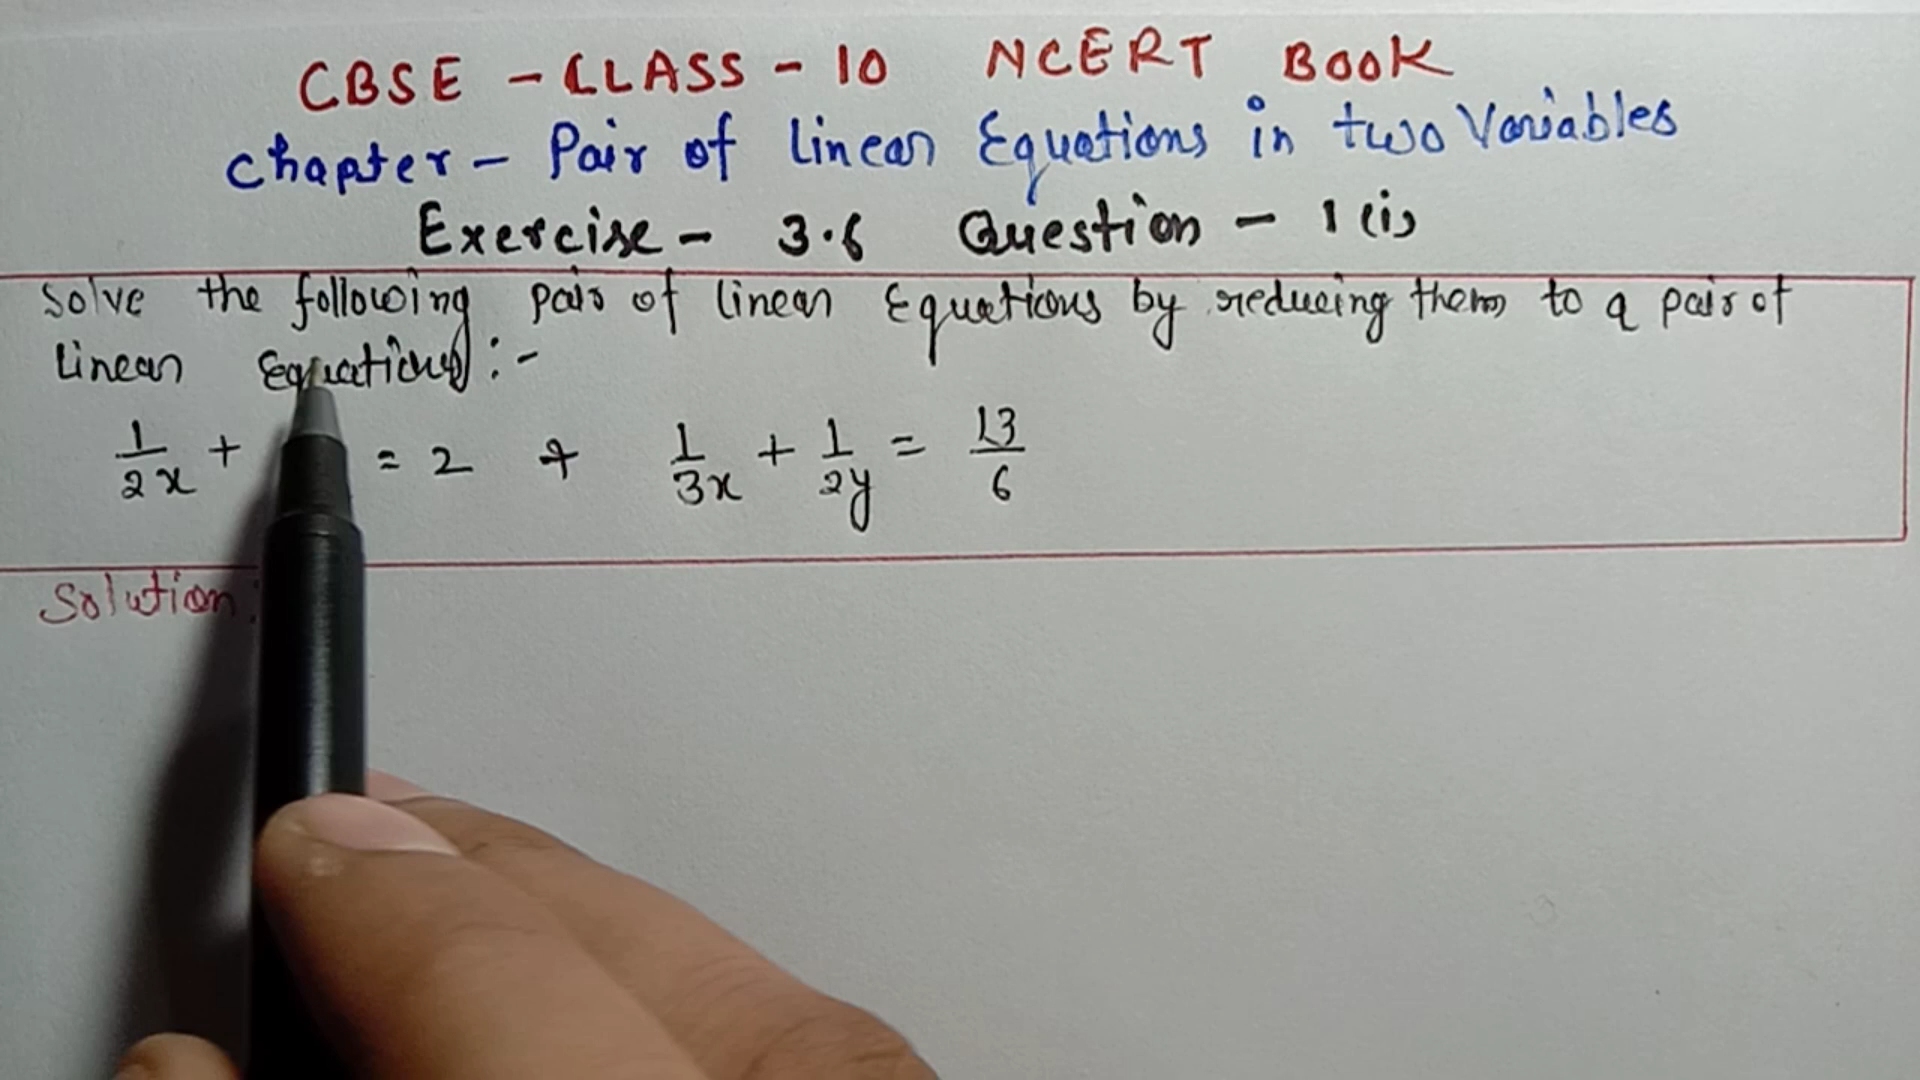 CBSE - CLASS - 10 NCERT BOOK
Chapter - Pair of Linear Equations in two Variables
Exercise - 3.6 Question - 1 (i)
Solve the following pair of linear Equations by reducing them to a pair of
Linear Equations :-
1/2x + = 2 & 1/3x + 1/2y = 13/6
Solution: